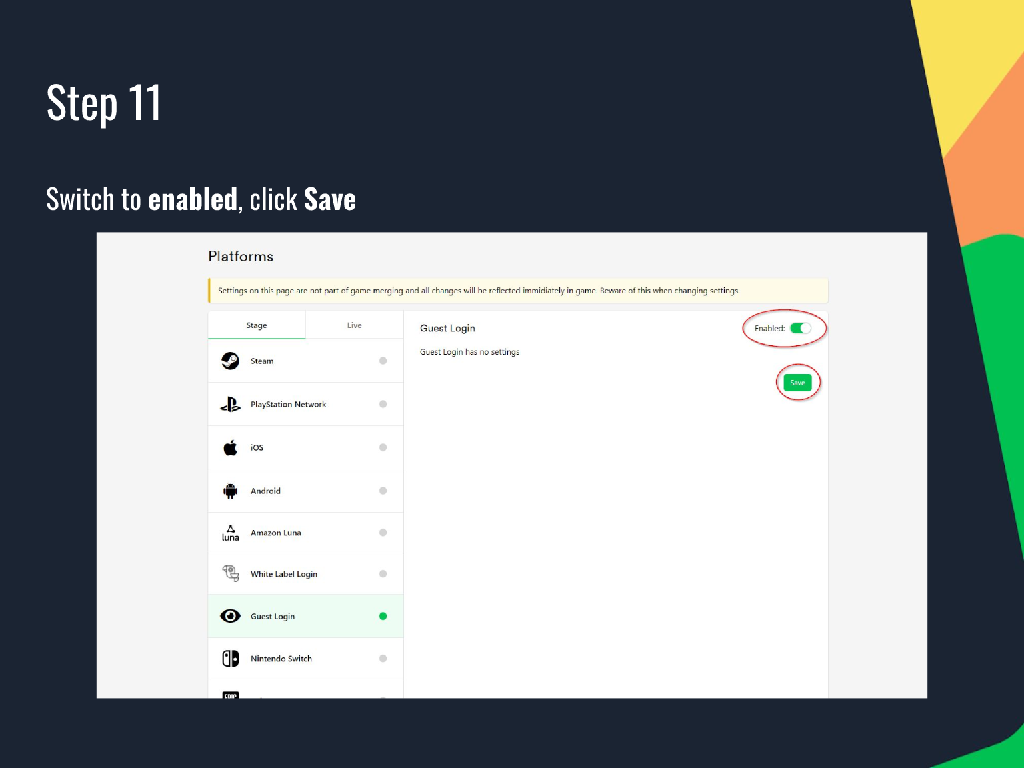 Step 11
Switch to enabled, click Save
Platforms
Settings on this page are not part of game merging and all changes will be reflected immidiately in game. Beware of this when changing settings.
Stage
Live
Guest Login
Enabled:
Guest Login has no settings
Save
Steam
PlayStation Network
iOS
Android
luna
Amazon Luna
White Label Login
Guest Login
Nintendo Switch